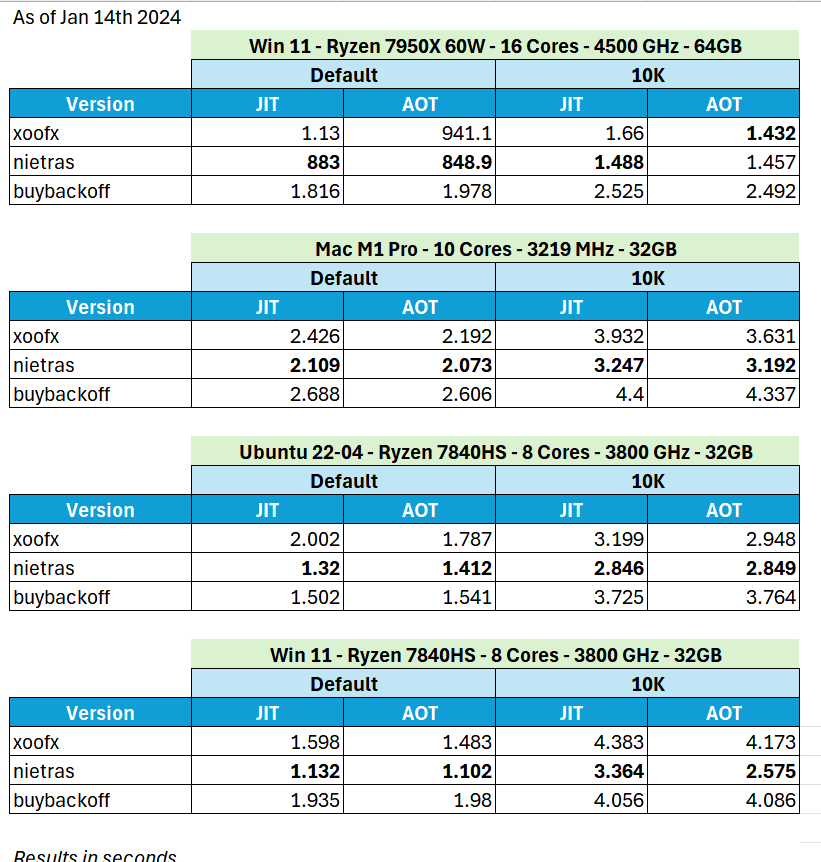 As of Jan 14th 2024
Win 11 - Ryzen 7950X 60W - 16 Cores - 4500 GHz - 64GB
Default 10K
Version JIT AOT JIT AOT
xoofx 1.13 941.1 1.66 1.432
nietras 883 848.9 1.488 1.457
buybackoff 1.816 1.978 2.525 2.492
Mac M1 Pro - 10 Cores - 3219 MHz - 32GB
Default 10K
Version JIT AOT JIT AOT
xoofx 2.426 2.192 3.932 3.631
nietras 2.109 2.073 3.247 3.192
buybackoff 2.688 2.606 4.4 4.337
Ubuntu 22-04 - Ryzen 7840HS - 8 Cores - 3800 GHz - 32GB
Default 10K
Version JIT AOT JIT AOT
xoofx 2.002 1.787 3.199 2.948
nietras 1.32 1.412 2.846 2.849
buybackoff 1.502 1.541 3.725 3.764
Win 11 - Ryzen 7840HS - 8 Cores - 3800 GHz - 32GB
Default 10K
Version JIT AOT JIT AOT
xoofx 1.598 1.483 4.383 4.173
nietras 1.132 1.102 3.364 2.575
buybackoff 1.935 1.98 4.056 4.086
Results in seconds